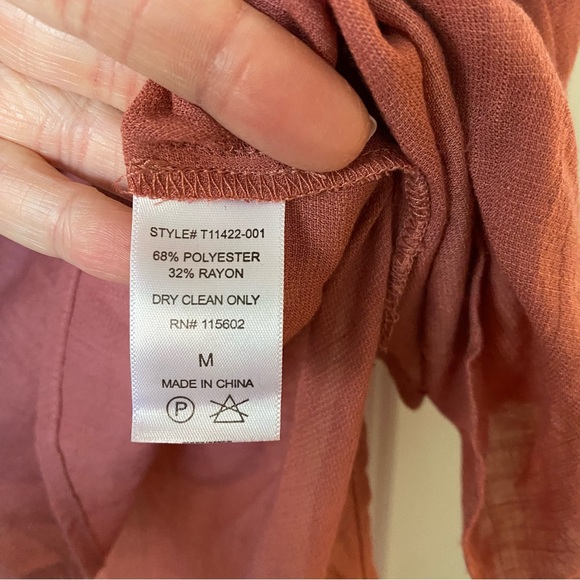 STYLE# T11422-001
68% POLYESTER
32% RAYON
DRY CLEAN ONLY
RN# 115602
M
MADE IN CHINA
P